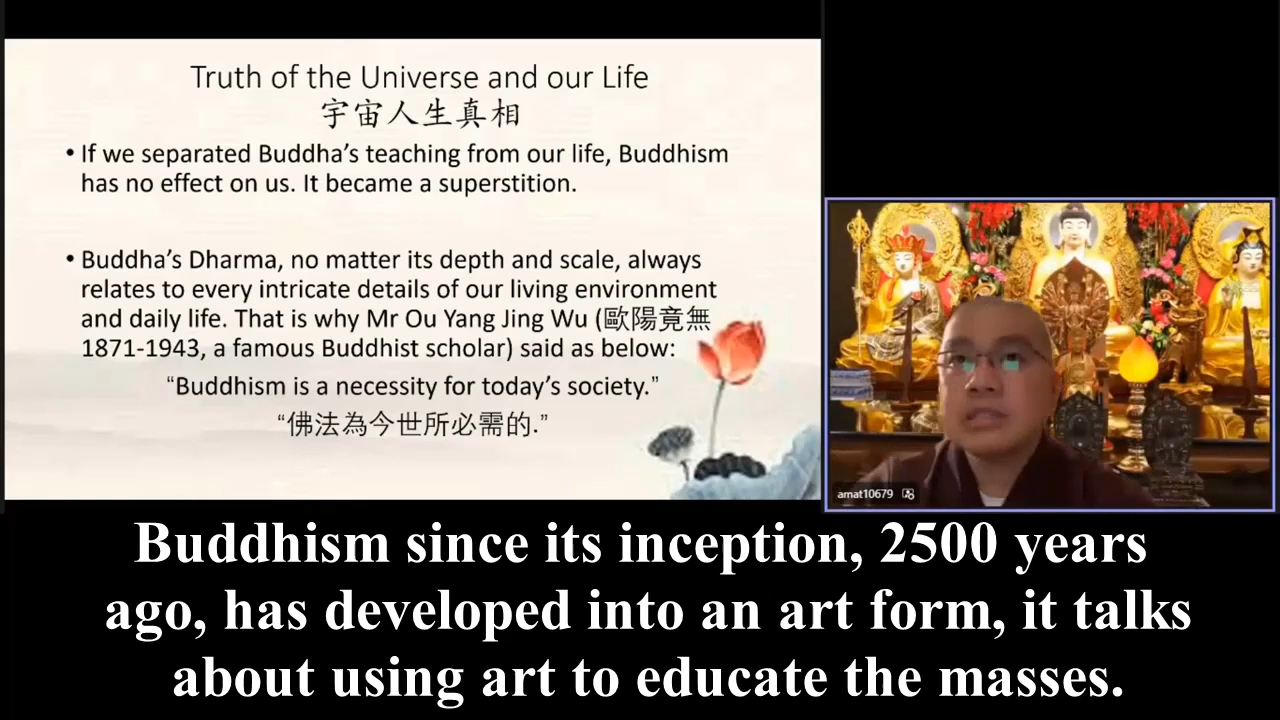 Truth of the Universe and our Life
宇宙人生真相
• If we separated Buddha's teaching from our life, Buddhism
has no effect on us. It became a superstition.
• Buddha's Dharma, no matter its depth and scale, always
relates to every intricate details of our living environment
and daily life. That is why Mr Ou Yang Jing Wu (歐陽竟無
1871-1943, a famous Buddhist scholar) said as below:
“Buddhism is a necessity for today's society.”
“佛法為今世所必需的.”
amat10679
Buddhism since its inception, 2500 years
ago, has developed into an art form, it talks
about using art to educate the masses.